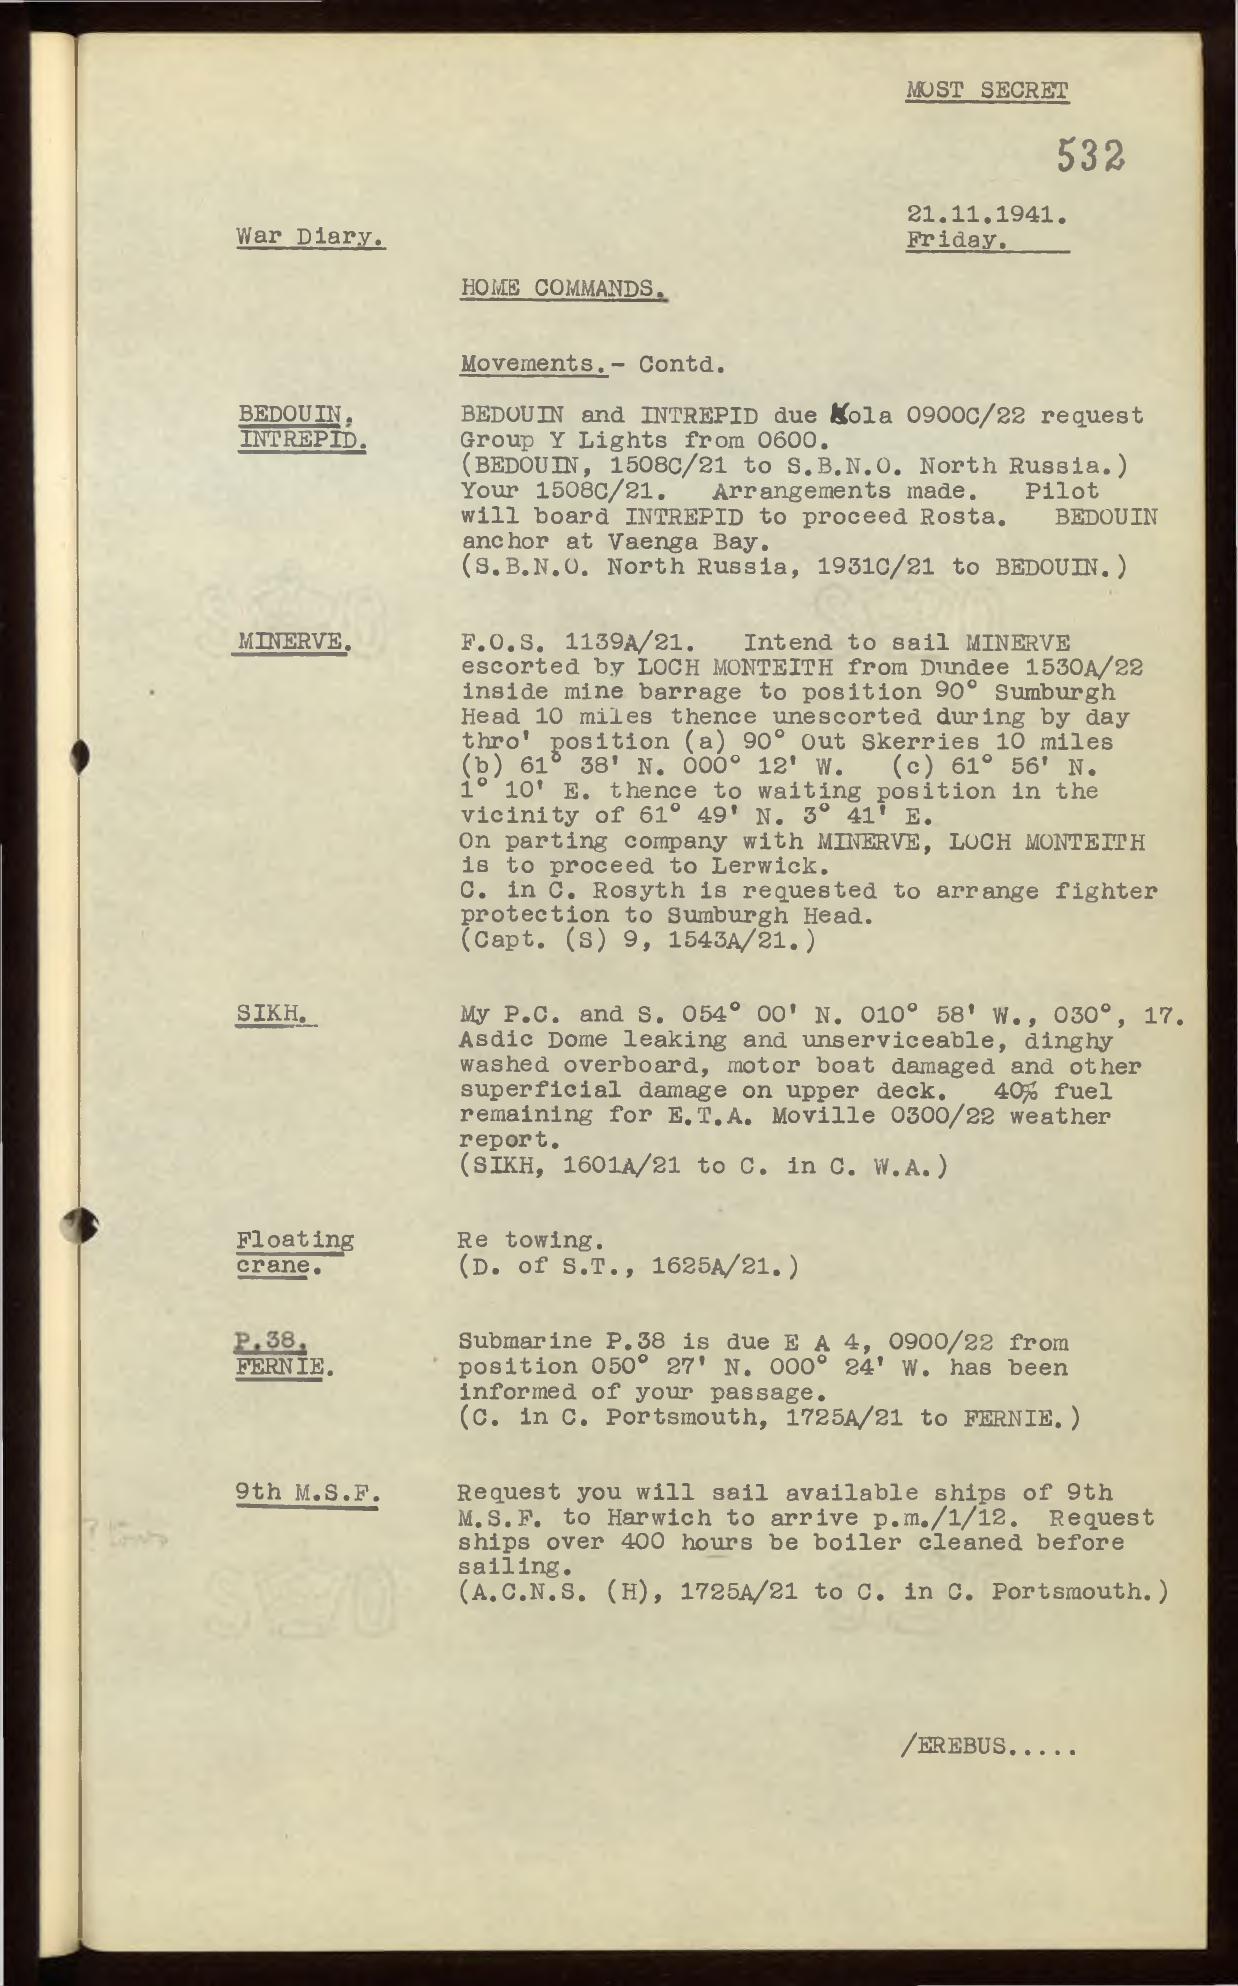 MOST SECRET
532
21.11.1941.
War Diary.
Friday.
HOME COMMANDS.
Movements.- Contd.
BEDOUIN,
INTREPID.
BEDOUIN and INTREPID due Kola 0900C/22 request
Group Y Lights from 0600.
(BEDOUIN, 1508C/21 to S.B.N.O. North Russia.)
Your 1508C/21. Arrangements made. Pilot
will board INTREPID to proceed Rosta. BEDOUIN
anchor at Vaenga Bay.
(S.B.N.O. North Russia, 1931C/21 to BEDOUIN.)
MINERVE.
F.O.S. 1139A/21. Intend to sail MINERVE
escorted by LOCH MONTEITH from Dundee 1530A/22
inside mine barrage to position 90° Sumburgh
Head 10 miles thence unescorted during by day
thro' position (a) 90° Out Skerries 10 miles
(b) 61° 38' N. 000° 12' W. (c) 61° 56' N.
1° 10' E. thence to waiting position in the
vicinity of 61° 49' N. 3° 41' E.
On parting company with MINERVE, LOCH MONTEITH
is to proceed to Lerwick.
C. in C. Rosyth is requested to arrange fighter
protection to Sumburgh Head.
(Capt. (S) 9, 1543A/21.)
SIKH.
My P.C. and S. 054° 00' N. 010° 58' W., 030°, 17.
Asdic Dome leaking and unserviceable, dinghy
washed overboard, motor boat damaged and other
superficial damage on upper deck. 40% fuel
remaining for E.T.A. Moville 0300/22 weather
report.
(SIKH, 1601A/21 to C. in C. W.A.)
Floating
crane.
Re towing.
(D. of S.T., 1625A/21.)
P.38,
FERNIE.
Submarine P.38 is due E A 4, 0900/22 from
position 050° 27' N. 000° 24' W. has been
informed of your passage.
(C. in C. Portsmouth, 1725A/21 to FERNIE.)
9th M.S.F.
Request you will sail available ships of 9th
M.S.F. to Harwich to arrive p.m./1/12. Request
ships over 400 hours be boiler cleaned before
sailing.
(A.C.N.S. (H), 1725A/21 to C. in C. Portsmouth.)
/EREBUS.....